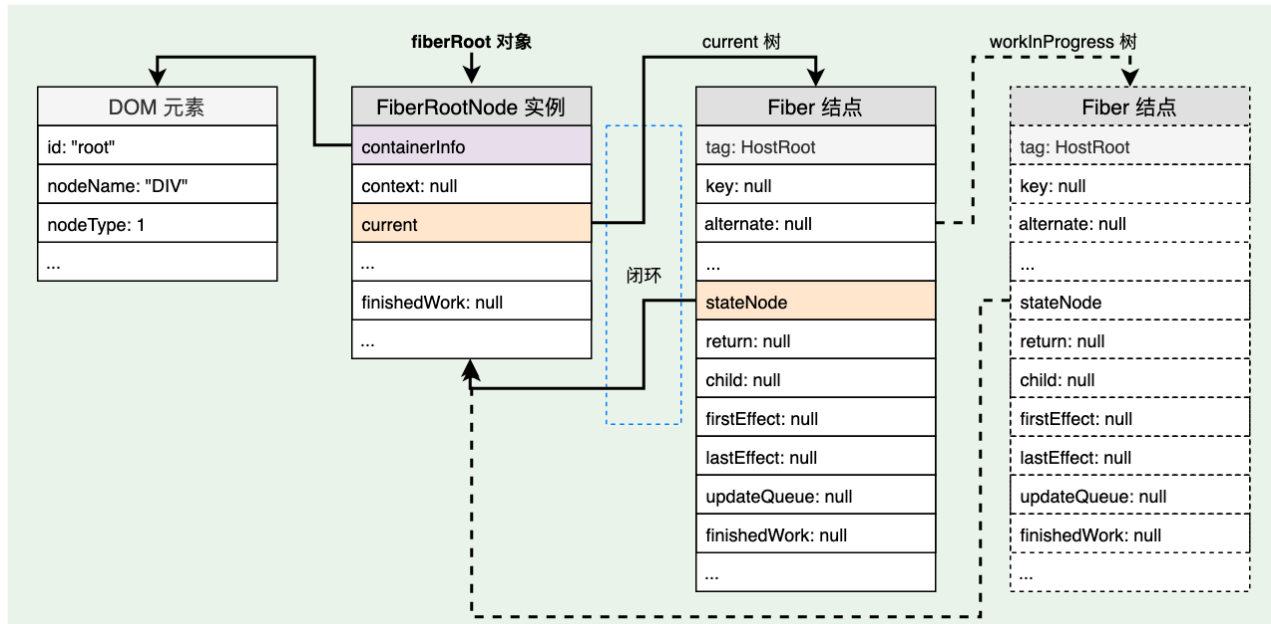 fiberRoot 对象
current 树
workInProgress 树
DOM 元素
id: "root"
nodeName: "DIV"
nodeType: 1
...
FiberRootNode 实例
containerInfo
context: null
current
...
finishedWork: null
...
闭环
Fiber 结点
tag: HostRoot
key: null
alternate: null
...
stateNode
return: null
child: null
firstEffect: null
lastEffect: null
updateQueue: null
finishedWork: null
...
Fiber 结点
tag: HostRoot
key: null
alternate: null
...
stateNode
return: null
child: null
firstEffect: null
lastEffect: null
updateQueue: null
finishedWork: null
...